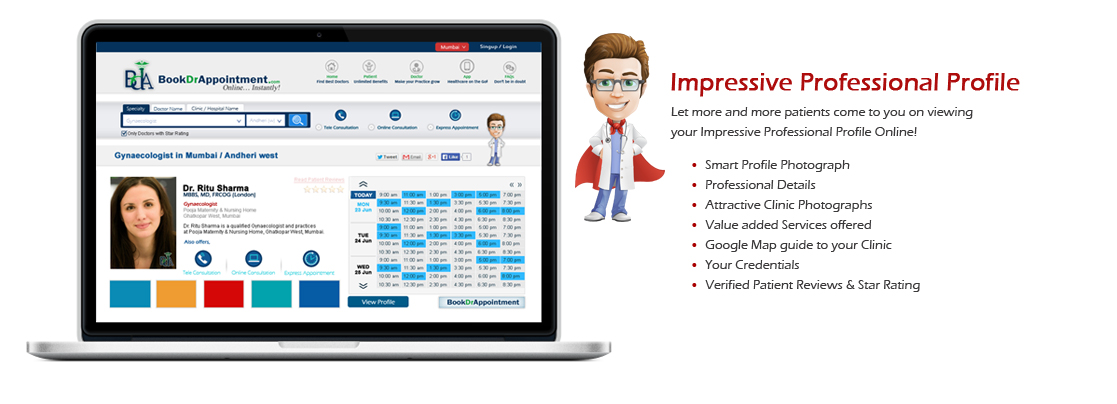 Mumbai
Singup / Login
BDA
BookDrAppointment.com
Online... Instantly!
Home
Find Best Doctors
Patient
Unlimited Benefits
Doctor
Make your Practice grow
App
Healthcare on the Go!
FAQs
Don't be in doubt
Specialty Doctor Name Clinic / Hospital Name
Gynaecologist
Only Doctors with Star Rating
Tele Consultation
Online Consultation
Express Appointment
Gynaecologist in Mumbai / Andheri west
Tweet
Gmail
g+1
f Like
Dr. Ritu Sharma
MBBS, MD, FRCOG (London)
Gynaecologist
Pooja Maternity & Nursing Home
Ghatkopar West, Mumbai
Read Patient Reviews
Dr. Ritu Sharma is a qualified Gynaecologist and practices
at Pooja Maternity & Nursing Home, Ghatkopar West, Mumbai.
Also offers,
Tele Consultation
Online Consultation
Express Appointment
« »
TODAY
MON
23 Jun
9:00 am 11:00 am 1:00 pm 3:00 pm 5:00 pm 7:00 pm
9:30 am 11:30 am 1:30 pm 3:30 pm 5:30 pm 7:30 pm
10:00 am 12:00 pm 2:00 pm 4:00 pm 6:00 pm 8:00 pm
10:30 am 12:30 pm 2:30 pm 4:30 pm 6:30 pm 8:30 pm
TUE
24 Jun
9:00 am 11:00 am 1:00 pm 3:00 pm 5:00 pm 7:00 pm
9:30 am 11:30 am 1:30 pm 3:30 pm 5:30 pm 7:30 pm
10:00 am 12:00 pm 2:00 pm 4:00 pm 6:00 pm 8:00 pm
10:30 am 12:30 pm 2:30 pm 4:30 pm 6:30 pm 8:30 pm
WED
25 Jun
9:00 am 11:00 am 1:00 pm 3:00 pm 5:00 pm 7:00 pm
9:30 am 11:30 am 1:30 pm 3:30 pm 5:30 pm 7:30 pm
10:00 am 12:00 pm 2:00 pm 4:00 pm 6:00 pm 8:00 pm
10:30 am 12:30 pm 2:30 pm 4:30 pm 6:30 pm 8:30 pm
View Profile
BookDrAppointment
Impressive Professional Profile
Let more and more patients come to you on viewing
your Impressive Professional Profile Online!
• Smart Profile Photograph
• Professional Details
• Attractive Clinic Photographs
• Value added Services offered
• Google Map guide to your Clinic
• Your Credentials
• Verified Patient Reviews & Star Rating